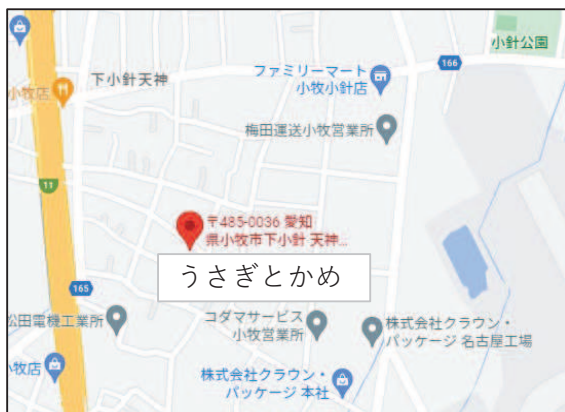 小針公園
166
ファミリーマート
小牧小針店
下小針天神
小牧店
梅田運送小牧営業所
11
〒485-0036 愛知
県小牧市下小針 天神...
うさぎとかめ
165
松田電機工業所
コダマサービス
小牧営業所
株式会社クラウン・
パッケージ 名古屋工場
小牧店
株式会社クラウン・
パッケージ 本社